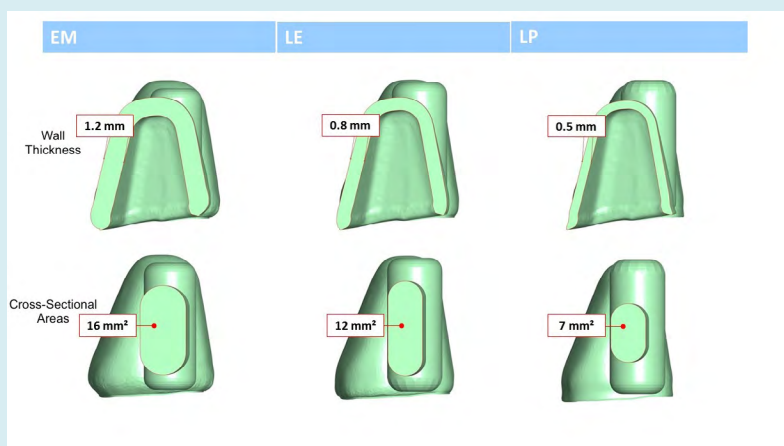 EM
LE
LP
Wall
Thickness
1.2 mm
0.8 mm
0.5 mm
Cross-Sectional
Areas
16 mm²
12 mm²
7 mm²